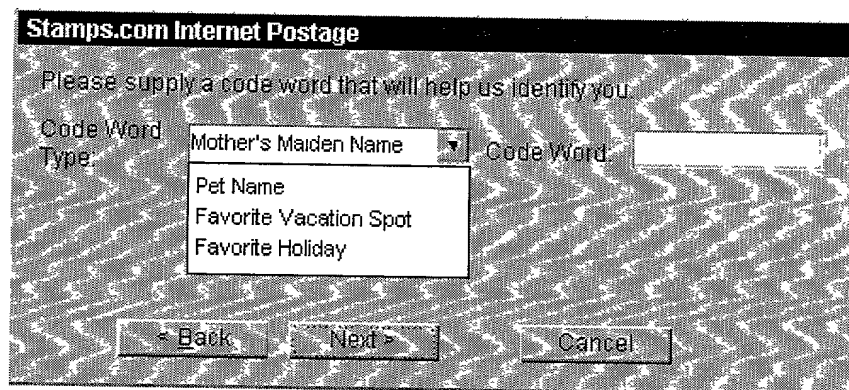 Stamps.com Internet Postage
Please supply a code word that will help us identify you.
Code Word Type:
Mother's Maiden Name
Code Word:
Pet Name
Favorite Vacation Spot
Favorite Holiday
< Back
Next >
Cancel